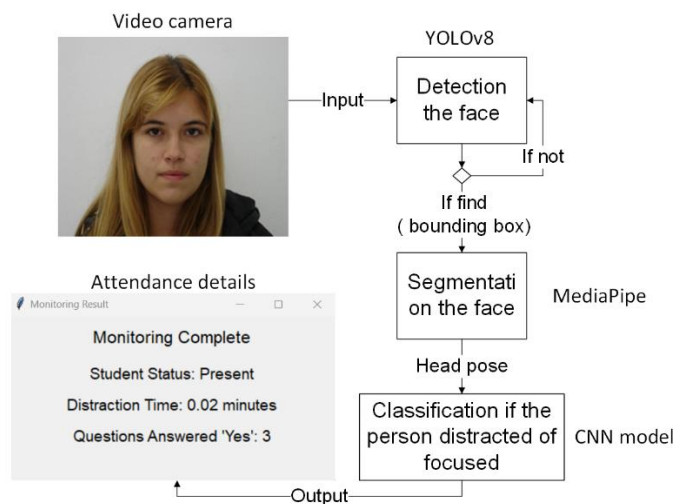 Video camera
YOLOv8
Detection
the face
Input
If not
If find
( bounding box)
Segmentati
on the face
MediaPipe
Head pose
Classification if the
person distracted of
focused
CNN model
Output
Attendance details
Monitoring Result
Monitoring Complete
Student Status: Present
Distraction Time: 0.02 minutes
Questions Answered 'Yes': 3